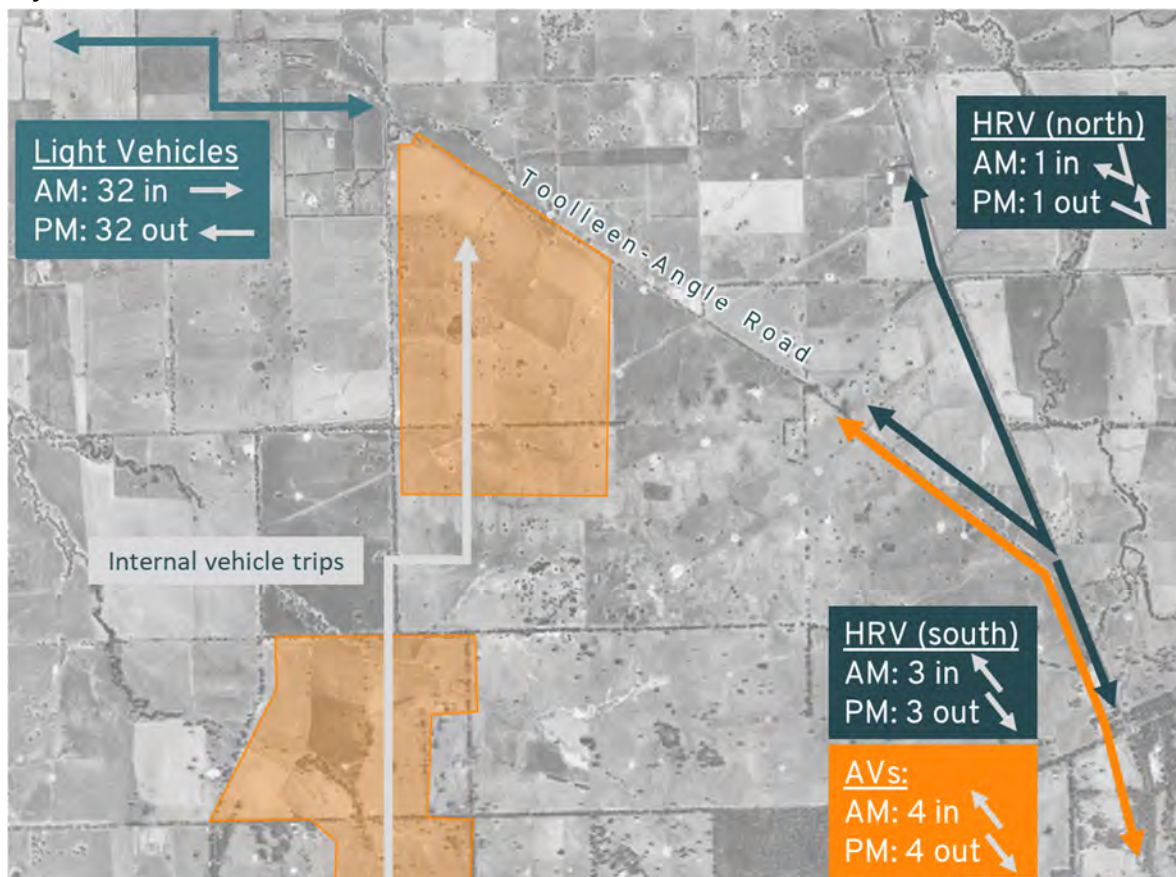 Light Vehicles
AM: 32 in
PM: 32 out
Toolleen-Angle Road
HRV (north)
AM: 1 in
PM: 1 out
Internal vehicle trips
HRV (south)
AM: 3 in
PM: 3 out
AVs:
AM: 4 in
PM: 4 out